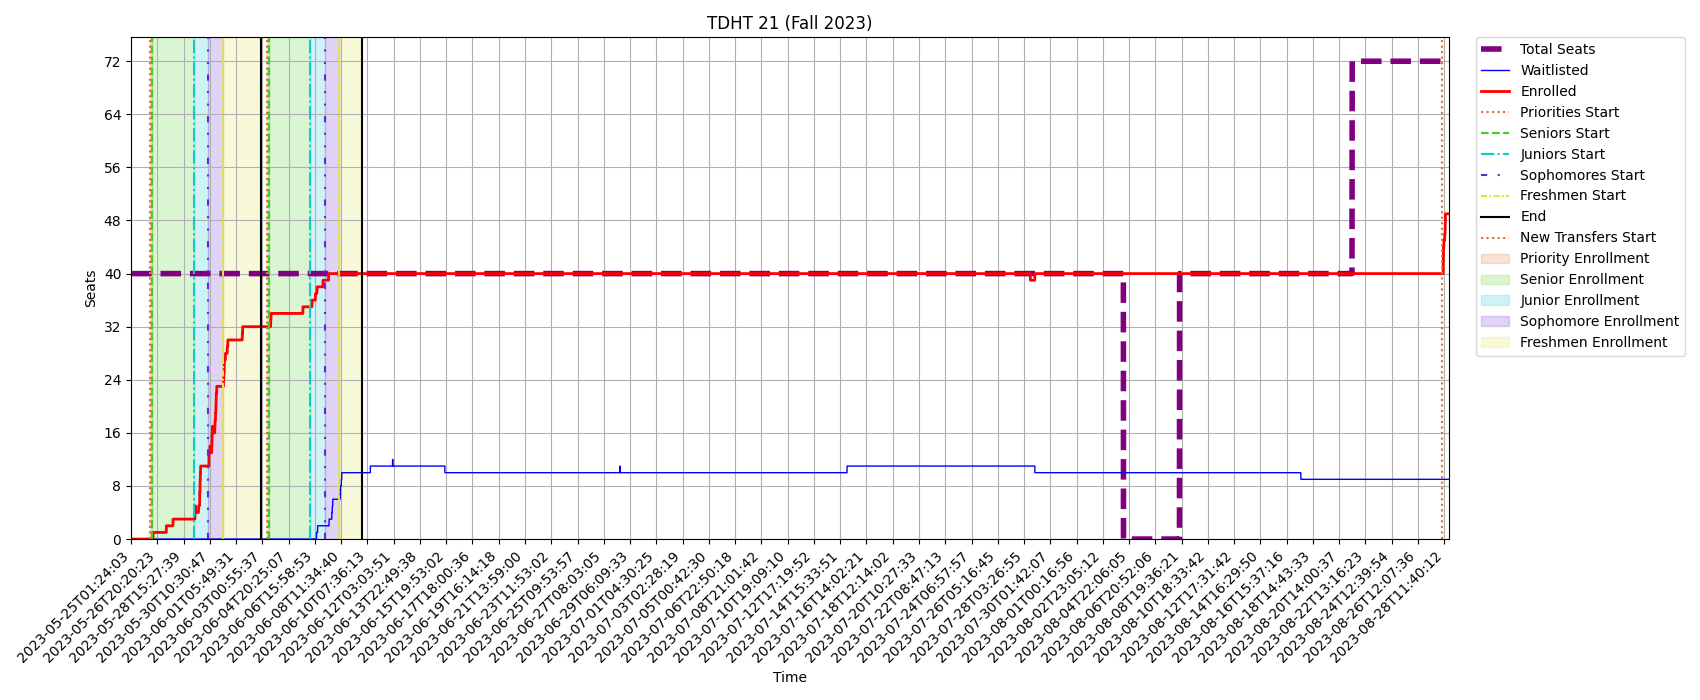 TDHT 21 (Fall 2023)
72
64
56
48
40
32
24
16
8
0
Seats
2023-05-25T01:24:03
2023-05-26T20:20:23
2023-05-28T15:27:39
2023-05-30T10:30:47
2023-06-01T05:49:31
2023-06-03T00:55:37
2023-06-04T20:25:07
2023-06-06T15:58:53
2023-06-08T11:34:40
2023-06-10T07:36:13
2023-06-12T03:03:51
2023-06-13T22:49:38
2023-06-15T19:53:02
2023-06-17T18:00:36
2023-06-19T16:14:18
2023-06-21T13:59:00
2023-06-23T11:53:02
2023-06-25T09:53:57
2023-06-27T08:03:05
2023-06-29T06:09:33
2023-07-01T04:30:25
2023-07-03T02:28:19
2023-07-05T00:42:30
2023-07-06T22:50:18
2023-07-08T21:01:42
2023-07-10T19:09:10
2023-07-12T17:19:52
2023-07-14T15:33:51
2023-07-16T14:02:21
2023-07-18T12:14:02
2023-07-20T10:27:33
2023-07-22T08:47:13
2023-07-24T06:57:57
2023-07-26T05:16:45
2023-07-28T03:26:55
2023-07-30T01:42:07
2023-08-01T00:16:56
2023-08-02T23:05:12
2023-08-04T22:06:05
2023-08-06T20:52:06
2023-08-08T19:36:21
2023-08-10T18:33:42
2023-08-12T17:31:42
2023-08-14T16:29:50
2023-08-16T15:37:16
2023-08-18T14:43:33
2023-08-20T14:00:37
2023-08-22T13:16:23
2023-08-24T12:39:54
2023-08-26T12:07:36
2023-08-28T11:40:12
Time
Total Seats
Waitlisted
Enrolled
Priorities Start
Seniors Start
Juniors Start
Sophomores Start
Freshmen Start
End
New Transfers Start
Priority Enrollment
Senior Enrollment
Junior Enrollment
Sophomore Enrollment
Freshmen Enrollment